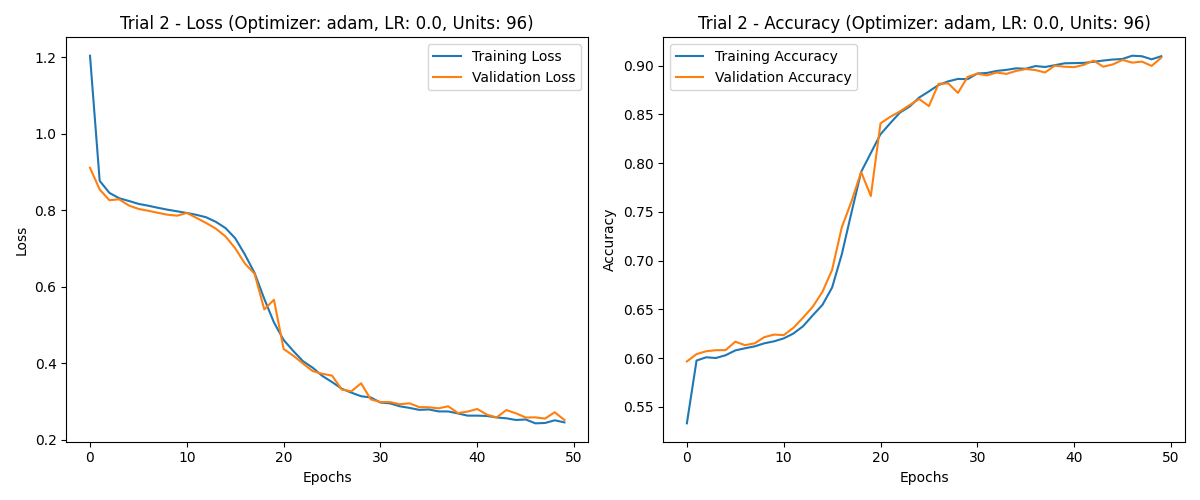 Trial 2 - Loss (Optimizer: adam, LR: 0.0, Units: 96)
Training Loss
Validation Loss
1.2
1.0
0.8
0.6
0.4
0.2
Loss
0 10 20 30 40 50
Epochs
Trial 2 - Accuracy (Optimizer: adam, LR: 0.0, Units: 96)
Training Accuracy
Validation Accuracy
0.90
0.85
0.80
0.75
0.70
0.65
0.60
0.55
Accuracy
0 10 20 30 40 50
Epochs